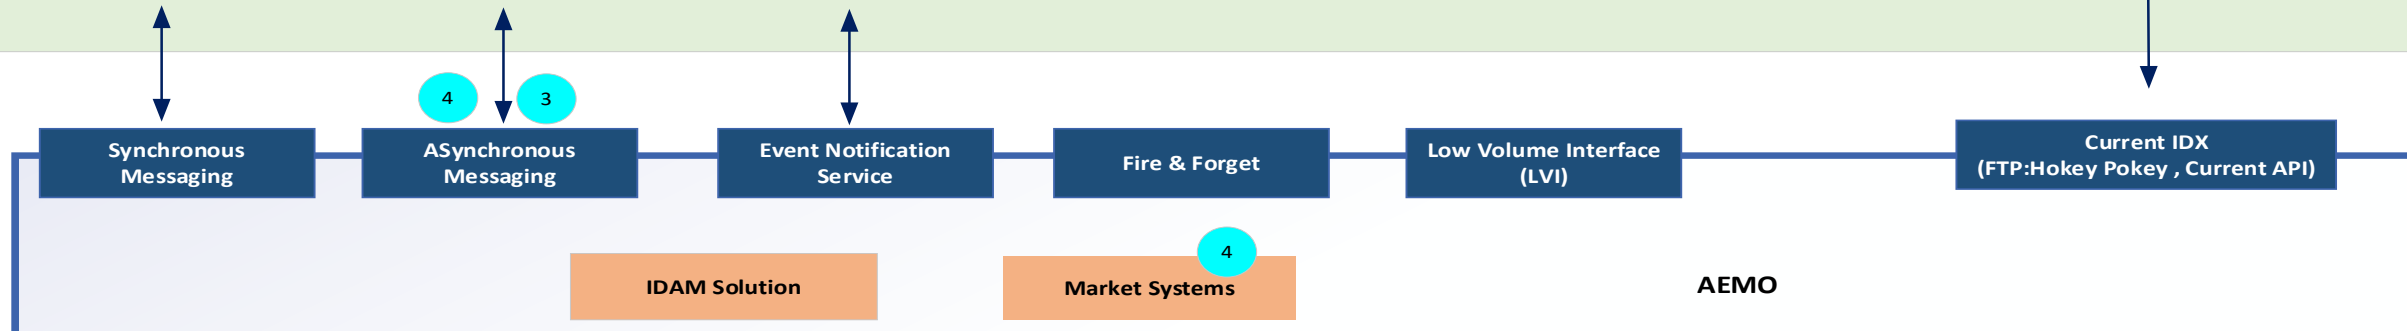 4
3
Synchronous
Messaging
ASynchronous
Messaging
Event Notification
Service
Fire & Forget
Low Volume Interface
(LVI)
Current IDX
(FTP:Hokey Pokey , Current API)
4
IDAM Solution
Market Systems
AEMO